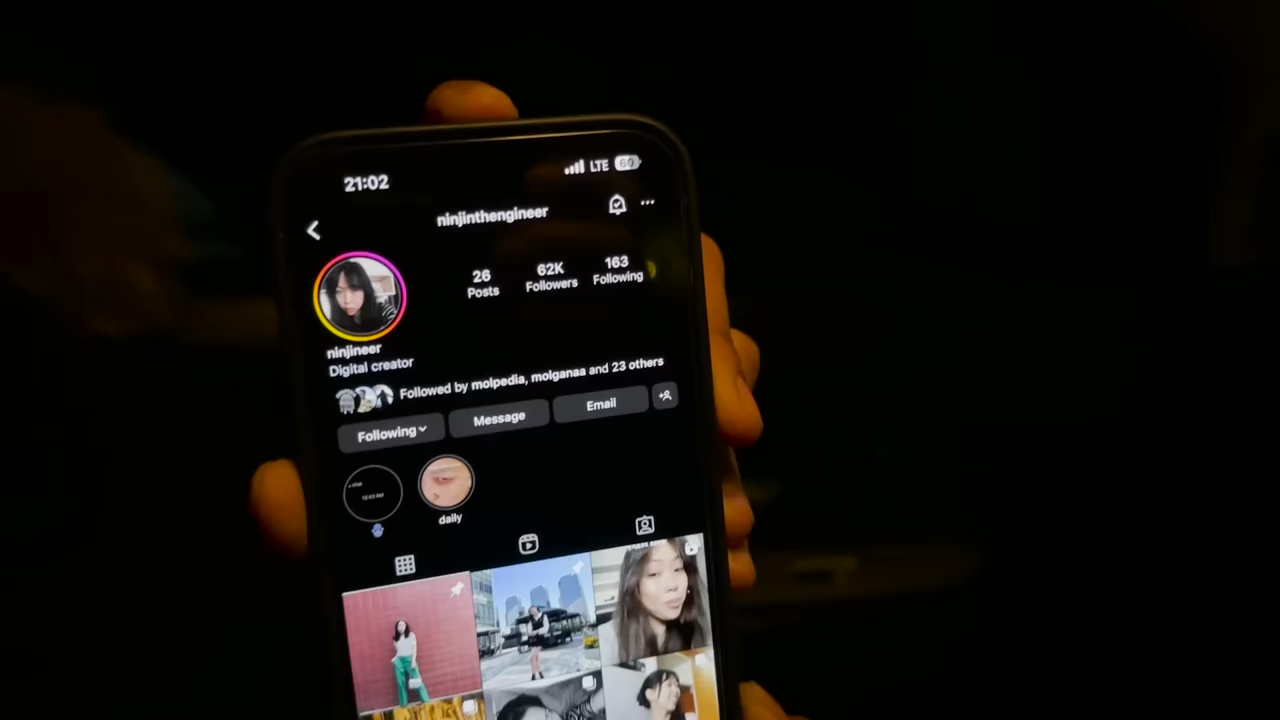 21:02 LTE 60
ninjinthengineer
26 62K 163
Posts Followers Following
ninjineer
Digital creator
Followed by molpedia, molganaa and 23 others
Following Message Email
daily